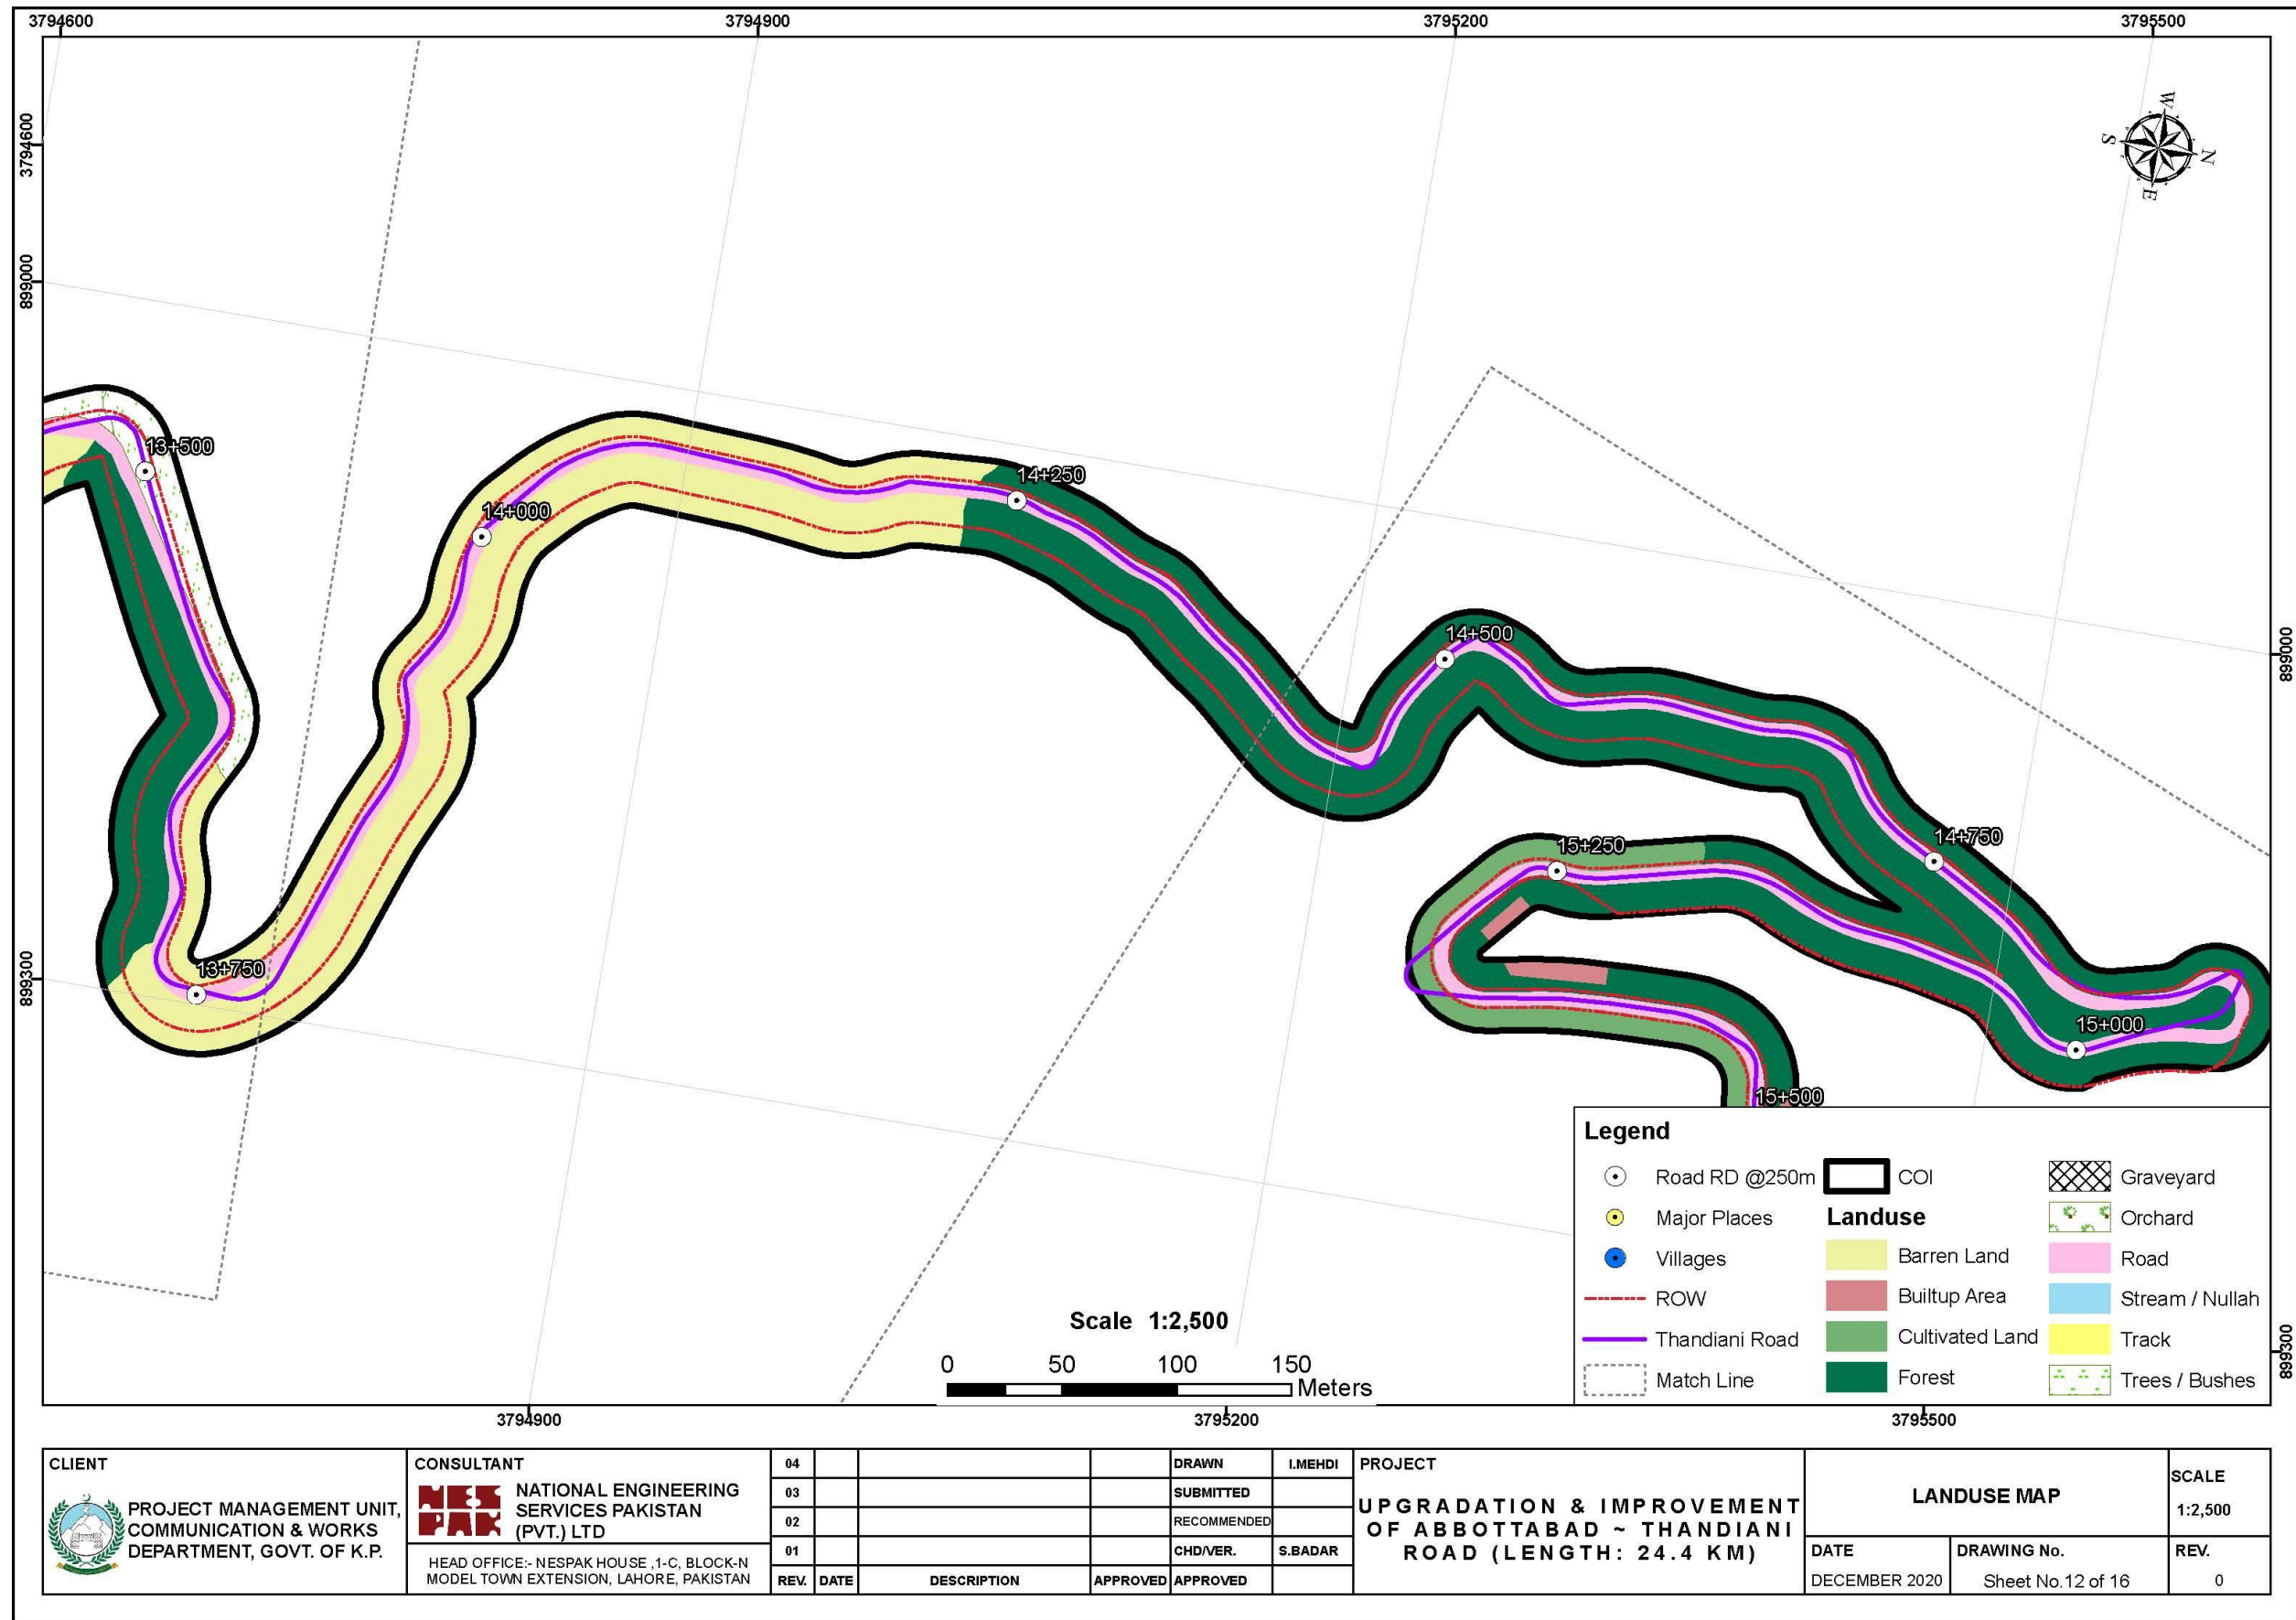 3794600
3794900
3795200
3795500
3794600
899000
899300
899000
899300
W
S
N
E
13+500
14+000
14+250
14+500
13+750
14+750
15+250
15+000
15+500
Legend
Road RD @250m
Major Places
Villages
ROW
Thandiani Road
Match Line
COI
Landuse
Barren Land
Builtup Area
Cultivated Land
Forest
Graveyard
Orchard
Road
Stream / Nullah
Track
Trees / Bushes
Scale 1:2,500
0 50 100 150
Meters
3794900
3795200
3795500
CLIENT
PROJECT MANAGEMENT UNIT,
COMMUNICATION & WORKS
DEPARTMENT, GOVT. OF K.P.
CONSULTANT
NES
PAK
NATIONAL ENGINEERING
SERVICES PAKISTAN
(PVT.) LTD
HEAD OFFICE:- NESPAK HOUSE ,1-C, BLOCK-N
MODEL TOWN EXTENSION, LAHORE, PAKISTAN
04
03
02
01
REV. DATE DESCRIPTION APPROVED
DRAWN I.MEHDI
SUBMITTED
RECOMMENDED
CHD/VER. S.BADAR
APPROVED
PROJECT
UPGRADATION & IMPROVEMENT
OF ABBOTTABAD ~ THANDIANI
ROAD (LENGTH: 24.4 KM)
LANDUSE MAP
SCALE
1:2,500
DATE
DECEMBER 2020
DRAWING No.
Sheet No.12 of 16
REV.
0